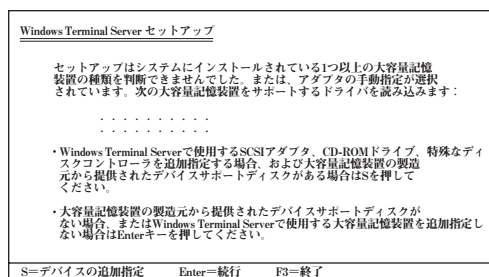 Windows Terminal Server セットアップ
セットアップはシステムにインストールされている1つ以上の大容量記憶
装置の種類を判断できませんでした。または、アダプタの手動指定が選択
されています。次の大容量記憶装置をサポートするドライバを読み込みます：
. . . . . . . . . .
. . . . . . . . . .
・Windows Terminal Serverで使用するSCSIアダプタ、CD-ROMドライブ、特殊なディ
スクコントローラを追加指定する場合、および大容量記憶装置の製造
元から提供されたデバイスサポートディスクがある場合はSを押して
ください。
・大容量記憶装置の製造元から提供されたデバイスサポートディスクが
ない場合、またはWindows Terminal Serverで使用する大容量記憶装置を追加指定し
ない場合はEnterキーを押してください。
S＝デバイスの追加指定　Enter＝続行　F3＝終了